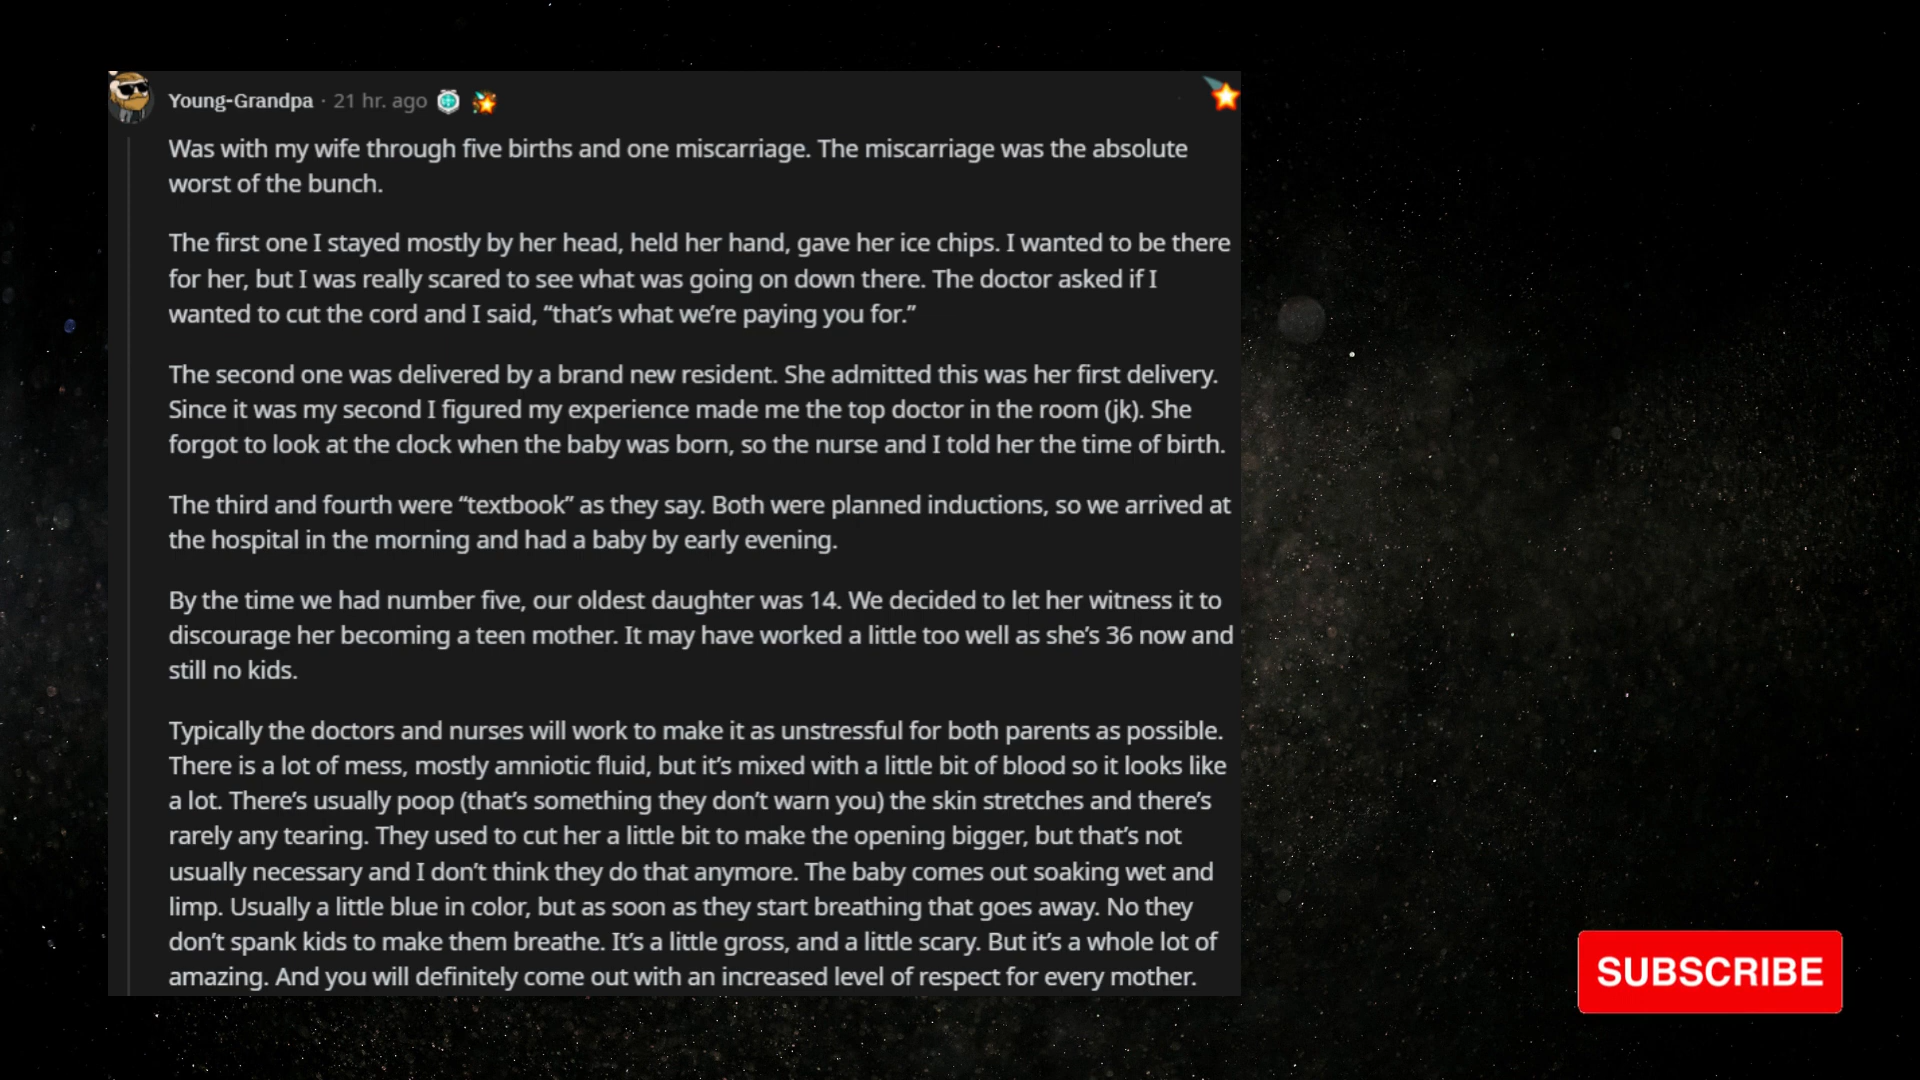 Young-Grandpa · 21 hr. ago
Was with my wife through five births and one miscarriage. The miscarriage was the absolute
worst of the bunch.
The first one I stayed mostly by her head, held her hand, gave her ice chips. I wanted to be there
for her, but I was really scared to see what was going on down there. The doctor asked if I
wanted to cut the cord and I said, “that’s what we’re paying you for.”
The second one was delivered by a brand new resident. She admitted this was her first delivery.
Since it was my second I figured my experience made me the top doctor in the room (jk). She
forgot to look at the clock when the baby was born, so the nurse and I told her the time of birth.
The third and fourth were “textbook” as they say. Both were planned inductions, so we arrived at
the hospital in the morning and had a baby by early evening.
By the time we had number five, our oldest daughter was 14. We decided to let her witness it to
discourage her becoming a teen mother. It may have worked a little too well as she’s 36 now and
still no kids.
Typically the doctors and nurses will work to make it as unstressful for both parents as possible.
There is a lot of mess, mostly amniotic fluid, but it’s mixed with a little bit of blood so it looks like
a lot. There’s usually poop (that’s something they don’t warn you) the skin stretches and there’s
rarely any tearing. They used to cut her a little bit to make the opening bigger, but that’s not
usually necessary and I don’t think they do that anymore. The baby comes out soaking wet and
limp. Usually a little blue in color, but as soon as they start breathing that goes away. No they
don’t spank kids to make them breathe. It’s a little gross, and a little scary. But it’s a whole lot of
amazing. And you will definitely come out with an increased level of respect for every mother.
SUBSCRIBE